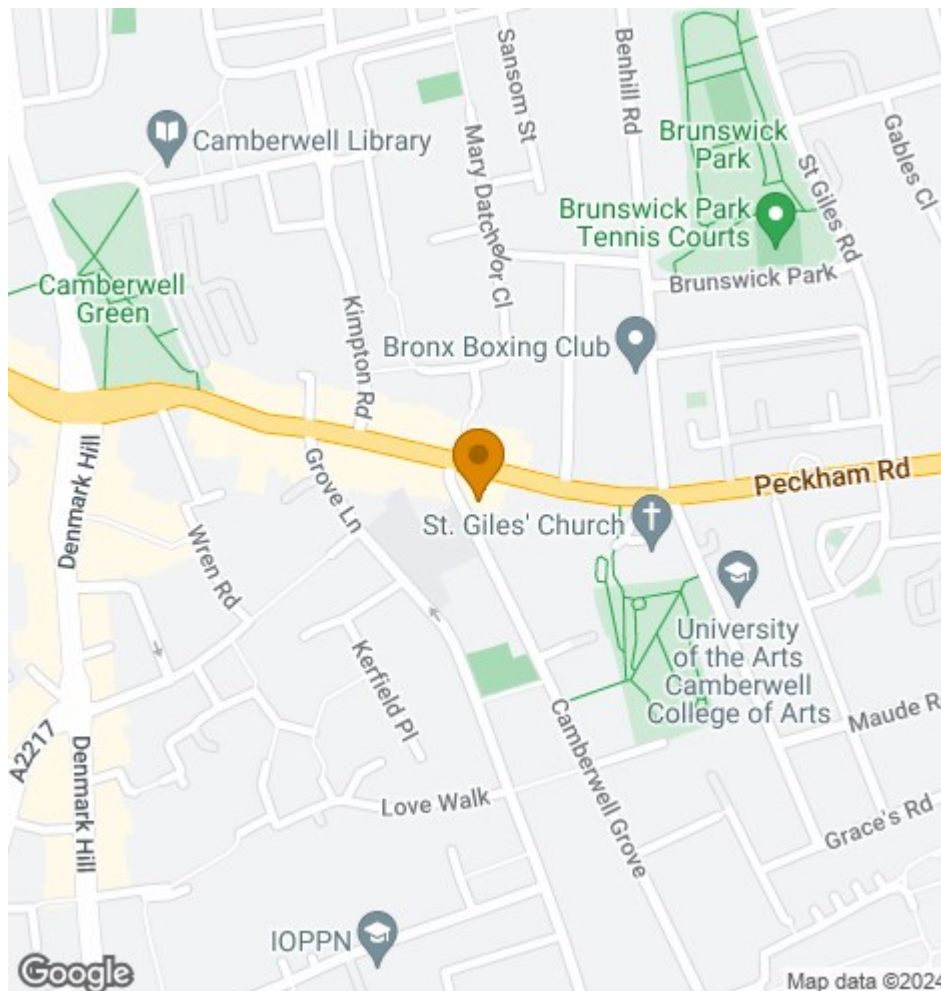 Sansom St
Benhill Rd
Camberwell Library
Mary Datchelor Cl
Brunswick
Park
Gables Cl
St Giles Rd
Brunswick Park
Tennis Courts
Camberwell
Green
Brunswick Park
Kimpton Rd
Bronx Boxing Club
Denmark Hill
Grove Ln
Peckham Rd
St. Giles' Church
Wren Rd
University
of the Arts
Camberwell
College of Arts
Kerfield Pl
Camberwell Grove
Maude R
A2217
Denmark Hill
Love Walk
Grace's Rd
IOPPN
Google
Map data ©2024